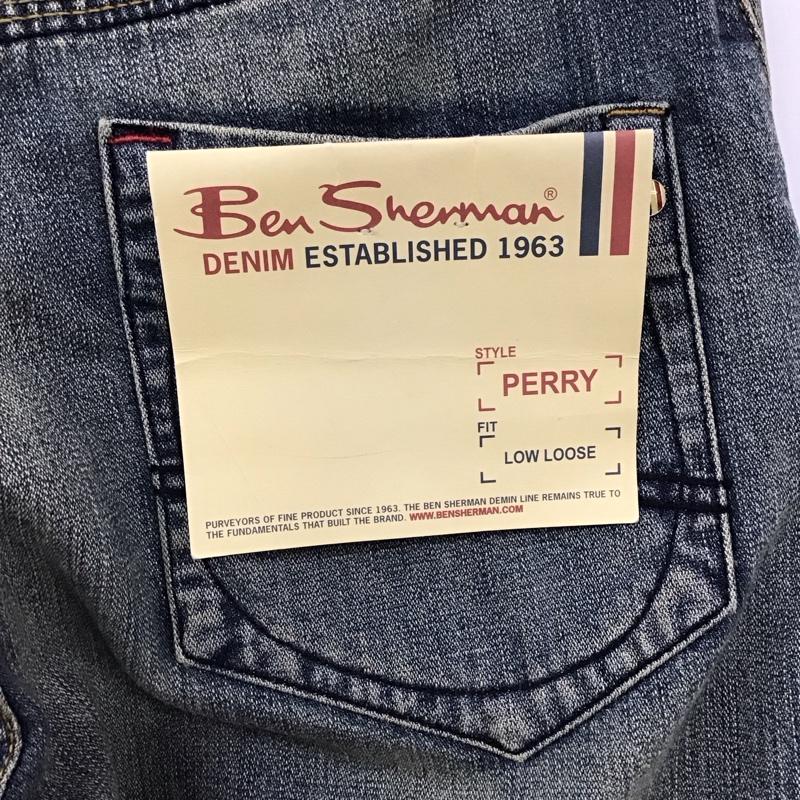 Ben Sherman®
DENIM ESTABLISHED 1963
STYLE
PERRY
FIT
LOW LOOSE
PURVEYORS OF FINE PRODUCT SINCE 1963. THE BEN SHERMAN DEMIN LINE REMAINS TRUE TO
THE FUNDAMENTALS THAT BUILT THE BRAND. WWW.BENSHERMAN.COM